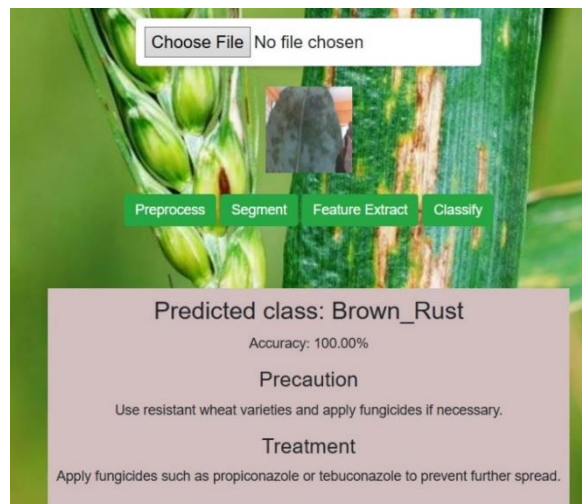 Choose File No file chosen
Preprocess Segment Feature Extract Classify
Predicted class: Brown_Rust
Accuracy: 100.00%
Precaution
Use resistant wheat varieties and apply fungicides if necessary.
Treatment
Apply fungicides such as propiconazole or tebuconazole to prevent further spread.